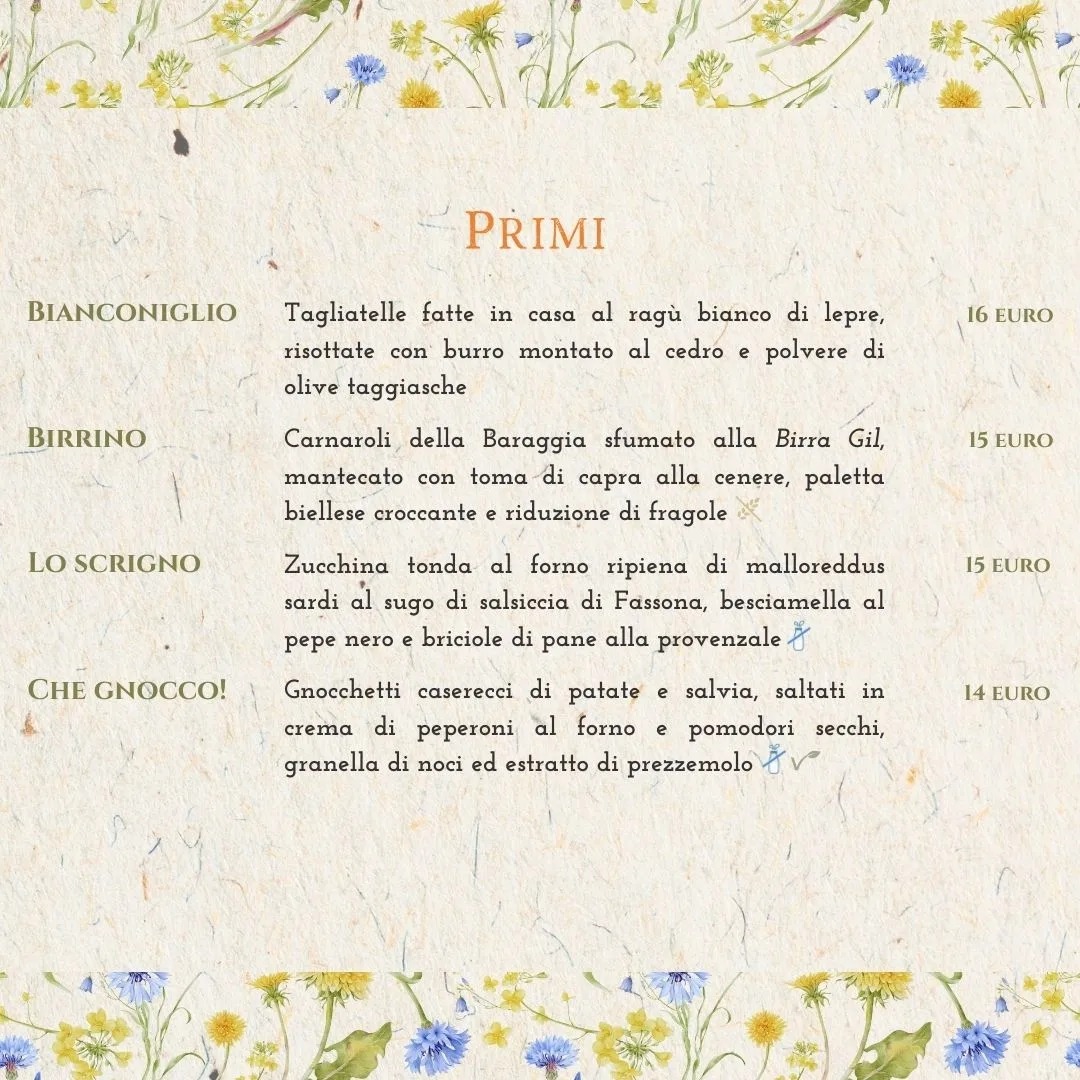 Primi
Bianconiglio
Tagliatelle fatte in casa al ragù bianco di lepre,
16 euro
risottate con burro montato al cedro e polvere di
olive taggiasche
Birrino
Carnaroli della Baraggia sfumato alla Birra Gil,
15 euro
mantecato con toma di capra alla cenere, paletta
biellese croccante e riduzione di fragole
Lo scrigno
Zucchina tonda al forno ripiena di malloreddus
15 euro
sardi al sugo di salsiccia di Fassona, besciamella al
pepe nero e briciole di pane alla provenzale
Che gnocco!
Gnocchetti caserecci di patate e salvia, saltati in
14 euro
crema di peperoni al forno e pomodori secchi,
granella di noci ed estratto di prezzemolo